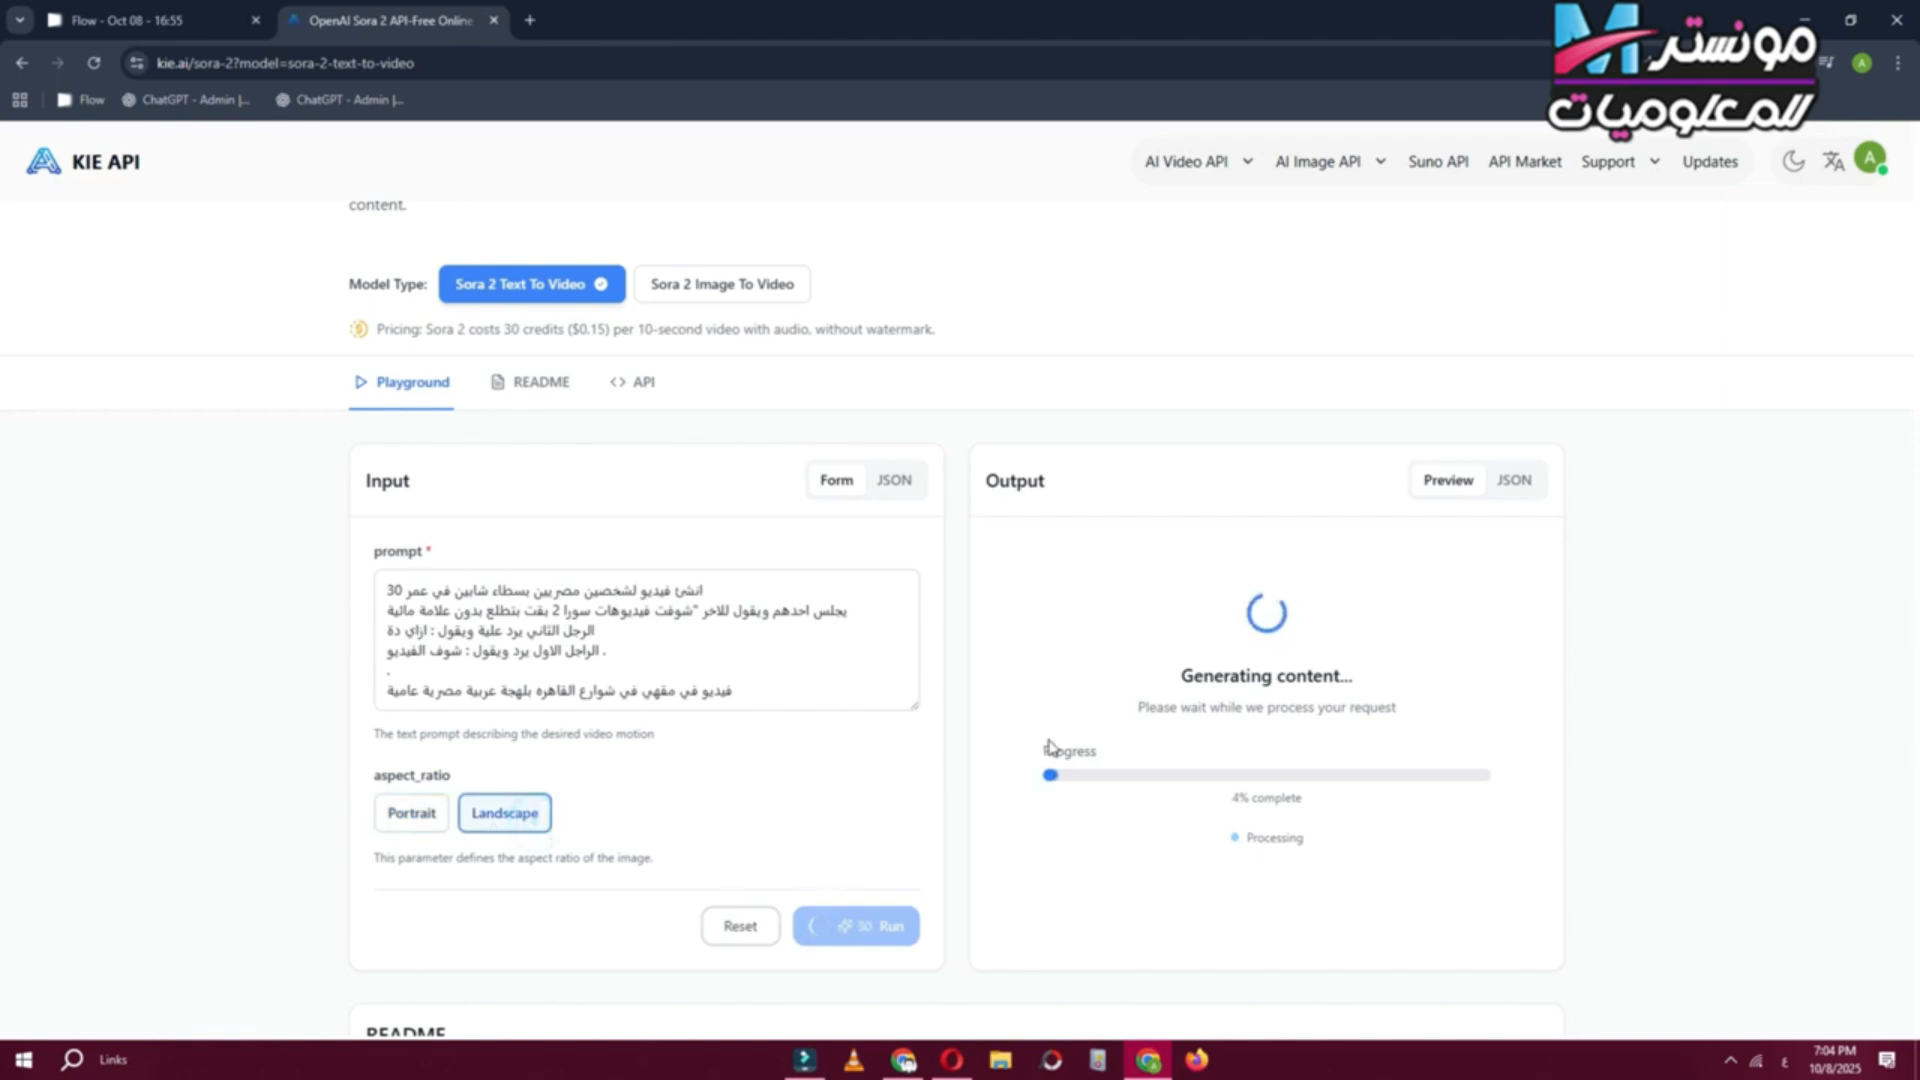 Flow - Oct 08 - 16:55
OpenAI Sora 2 API-Free Online
kie.ai/sora-2?model=sora-2-text-to-video
Flow
ChatGPT - Admin |...
ChatGPT - Admin |...
مونستر
للمعلوميات
KIE API
AI Video API
AI Image API
Suno API
API Market
Support
Updates
A
content.
Model Type:
Sora 2 Text To Video
Sora 2 Image To Video
Pricing: Sora 2 costs 30 credits ($0.15) per 10-second video with audio, without watermark.
Playground
README
API
Input
Form
JSON
Output
Preview
JSON
prompt *
انشئ فيديو لشخصين مصريين بسطاء شابين في عمر 30
يجلس احدهم ويقول للاخر "شوفت فيديوهات سورا 2 بقت بتطلع بدون علامة مائية
الرجل الثاني يرد علية ويقول : ازاي دة
الراجل الاول يرد ويقول : شوف الفيديو .
.
فيديو في مقهي في شوارع القاهره بلهجة عربية مصرية عامية
The text prompt describing the desired video motion
aspect_ratio
Portrait
Landscape
This parameter defines the aspect ratio of the image.
Reset
30 Run
Generating content...
Please wait while we process your request
Progress
4% complete
Processing
README
Links
ع
7:04 PM
10/8/2025